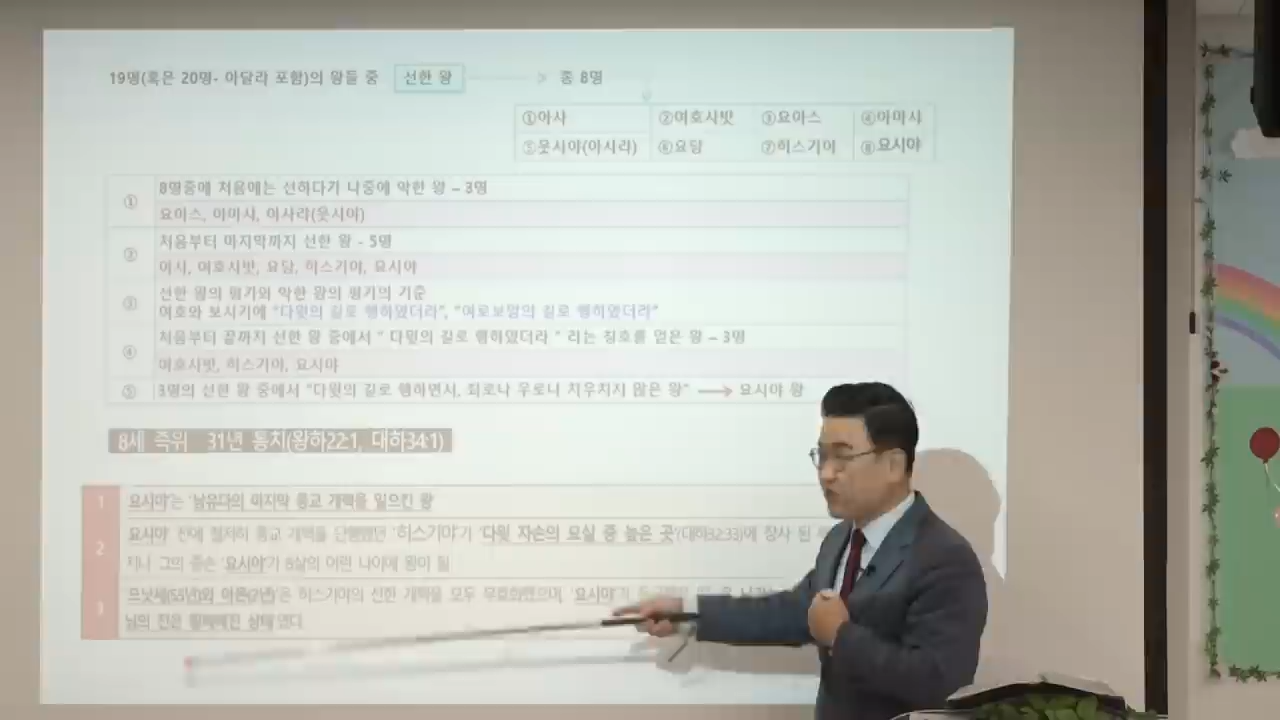 19명(혹은 20명- 아달랴 포함)의 왕들 중 선한 왕 총 8명
①아사 ②여호사밧 ③요아스 ④아마샤
⑤웃시야(아사랴) ⑥요담 ⑦히스기야 ⑧요시야
① 8명중에 처음에는 선하다가 나중에 악한 왕 – 3명
요아스, 아마샤, 아사랴(웃시야)
② 처음부터 마지막까지 선한 왕 - 5명
아사, 여호사밧, 요담, 히스기야, 요시야
③ 선한 왕의 평가와 악한 왕의 평가의 기준
여호와 보시기에 "다윗의 길로 행하였더라", "여로보암의 길로 행하였더라"
④ 처음부터 끝까지 선한 왕 중에서 " 다윗의 길로 행하였더라 " 라는 칭호를 얻은 왕 – 3명
여호사밧, 히스기야, 요시야
⑤ 3명의 선한 왕 중에서 "다윗의 길로 행하면서, 좌로나 우로나 치우치지 않은 왕" ⟶ 요시야 왕
8세 즉위 31년 통치(왕하22:1, 대하34:1)
1 요시야'는 '남유다의 마지막 종교 개혁을 일으킨 왕
2 요시야' 전에 철저히 종교 개혁을 단행했던 '히스기야'가 '다윗 자손의 묘실 중 높은 곳'(대하32:33)에 장사 된
지나 그의 증손 '요시야'가 8살의 어린 나이에 왕이 됨
3 므낫세(55년)와 아몬(2년)'은 히스기야의 선한 개혁을 모두 무효화했으며, '요시야'가
님의 전은 황폐해진 상태였다